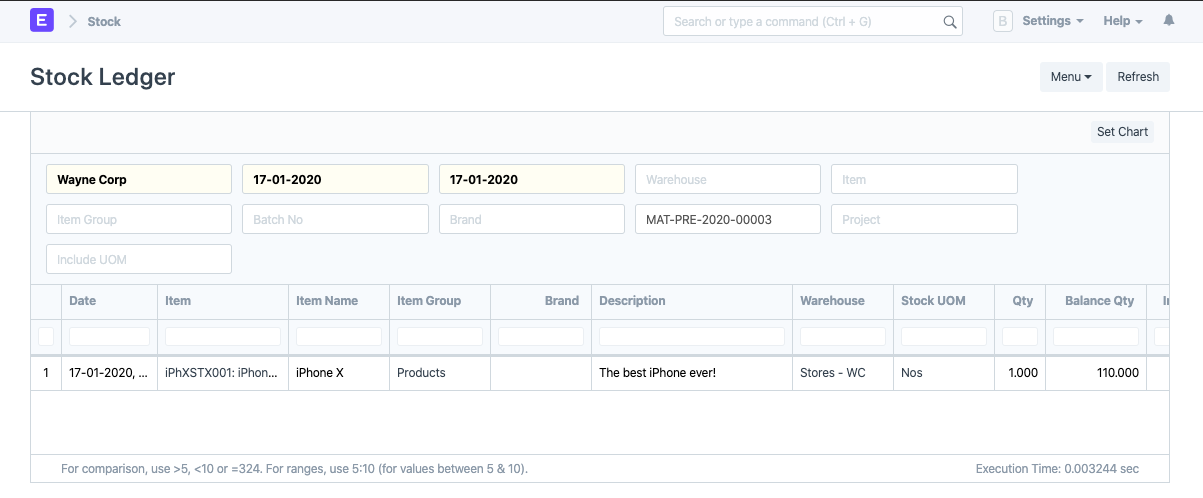 E Stock Search or type a command (Ctrl + G) B Settings Help
Stock Ledger Menu Refresh
Set Chart
Wayne Corp 17-01-2020 17-01-2020 Warehouse Item
Item Group Batch No Brand MAT-PRE-2020-00003 Project
Include UOM
Date Item Item Name Item Group Brand Description Warehouse Stock UOM Qty Balance Qty
1 17-01-2020, ... iPhXSTX001: iPhon... iPhone X Products The best iPhone ever! Stores - WC Nos 1.000 110.000
For comparison, use >5, <10 or =324. For ranges, use 5:10 (for values between 5 & 10). Execution Time: 0.003244 sec